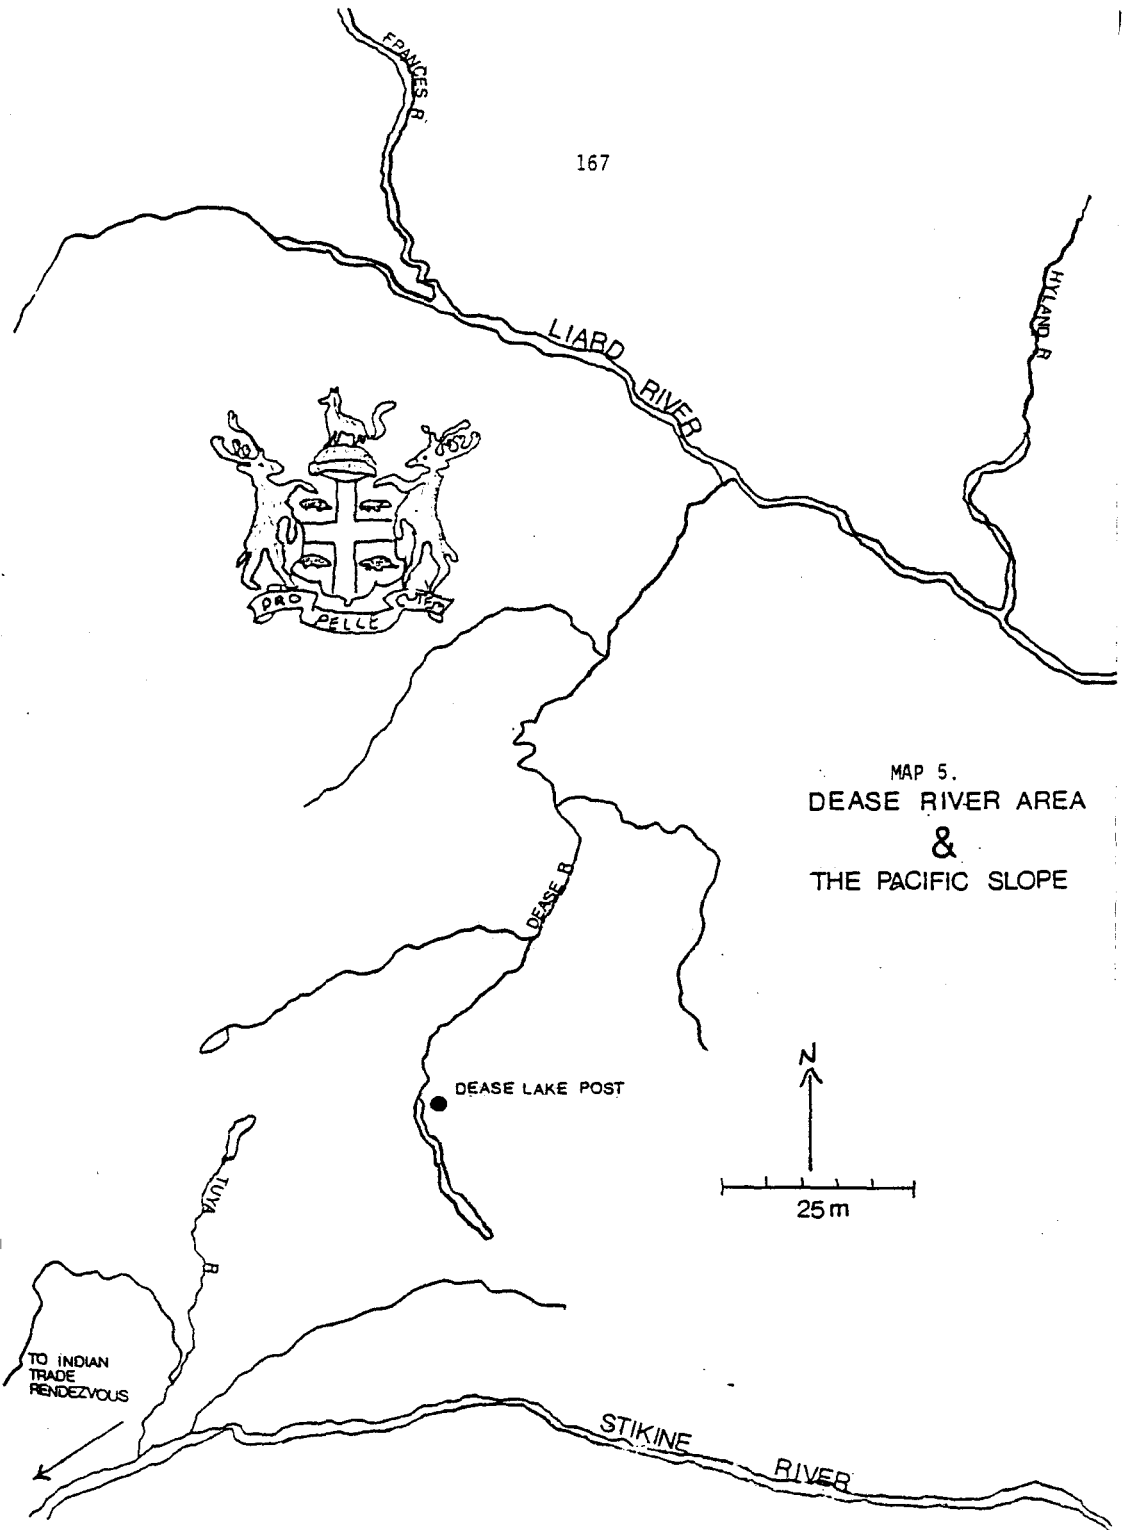 FRANCES R.
167
HYLAND R
LIARD
RIVER
PRO
PELLE
CUTEM
MAP 5.
DEASE RIVER AREA
&
THE PACIFIC SLOPE
DEASE R
N
DEASE LAKE POST
25 m
TUYA R
TO INDIAN
TRADE
RENDEZVOUS
STIKINE
RIVER